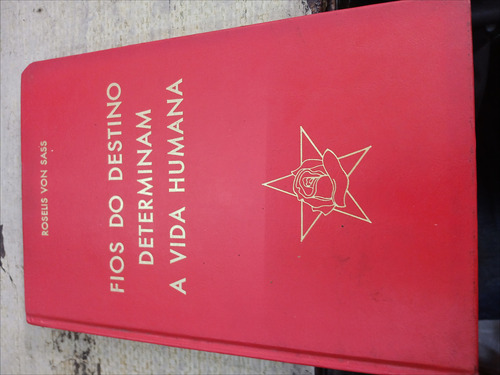 ROSELIS VON SASS
FIOS DO DESTINO
DETERMINAM
A VIDA HUMANA